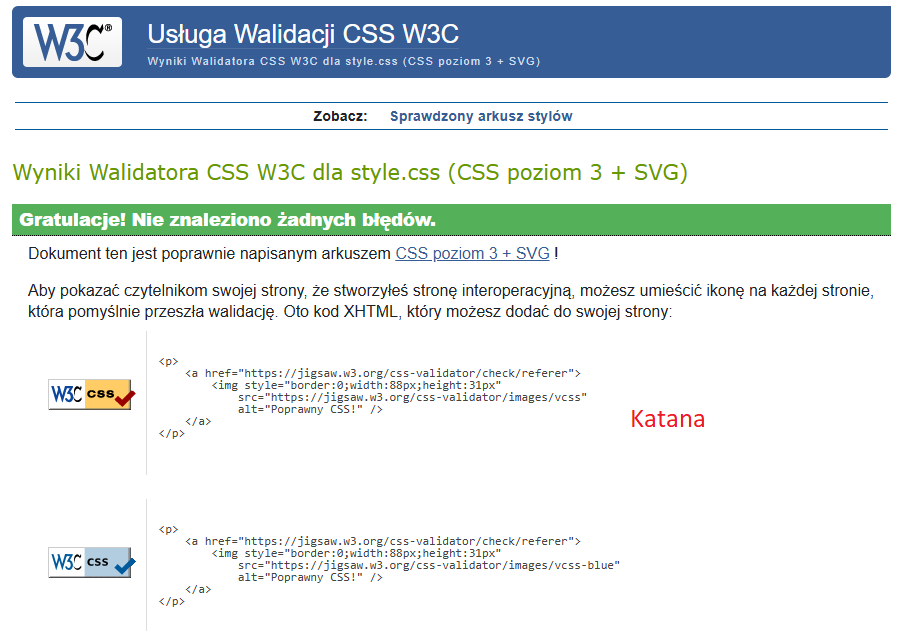 W3C®
Usługa Walidacji CSS W3C
Wyniki Walidatora CSS W3C dla style.css (CSS poziom 3 + SVG)
Zobacz: Sprawdzony arkusz stylów
Wyniki Walidatora CSS W3C dla style.css (CSS poziom 3 + SVG)
Gratulacje! Nie znaleziono żadnych błędów.
Dokument ten jest poprawnie napisanym arkuszem CSS poziom 3 + SVG !
Aby pokazać czytelnikom swojej strony, że stworzyłeś stronę interoperacyjną, możesz umieścić ikonę na każdej stronie,
która pomyślnie przeszła walidację. Oto kod XHTML, który możesz dodać do swojej strony:
<p>
<a href="https://jigsaw.w3.org/css-validator/check/referer">
<img style="border:0;width:88px;height:31px"
W3C css
src="https://jigsaw.w3.org/css-validator/images/vcss"
alt="Poprawny CSS!" />
Katana
</a>
</p>
<p>
<a href="https://jigsaw.w3.org/css-validator/check/referer">
<img style="border:0;width:88px;height:31px"
W3C css
src="https://jigsaw.w3.org/css-validator/images/vcss-blue"
alt="Poprawny CSS!" />
</a>
</p>